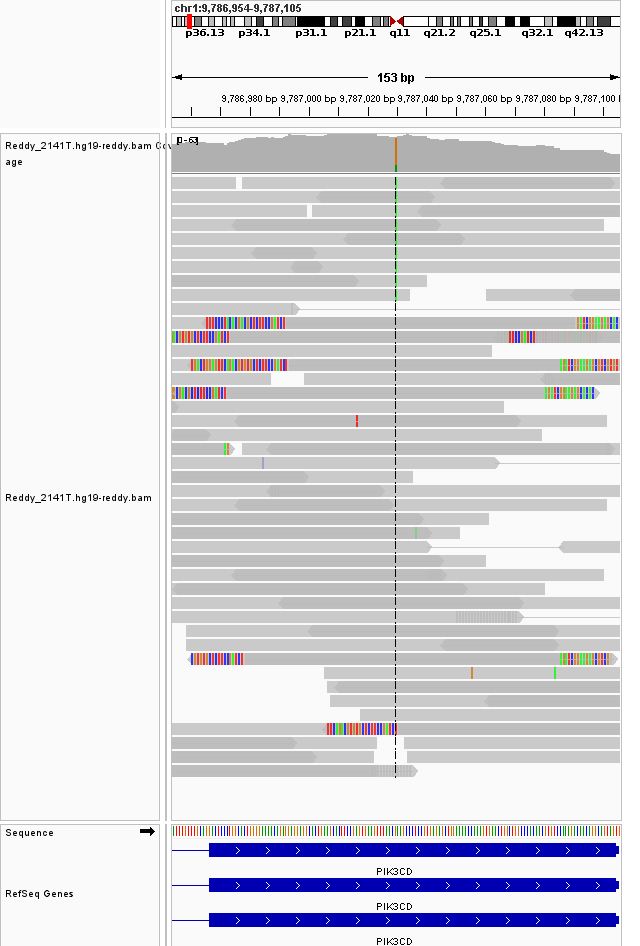 chr1:9,786,954-9,787,105
p36.13 p34.1 p31.1 p21.1 q11 q21.2 q25.1 q32.1 q42.13
153 bp
9,786,980 bp 9,787,000 bp 9,787,020 bp 9,787,040 bp 9,787,060 bp 9,787,080 bp 9,787,100
[0-63]
Reddy_2141T.hg19-reddy.bam Cov
age
Reddy_2141T.hg19-reddy.bam
Sequence
PIK3CD
RefSeq Genes
PIK3CD
PIK3CD